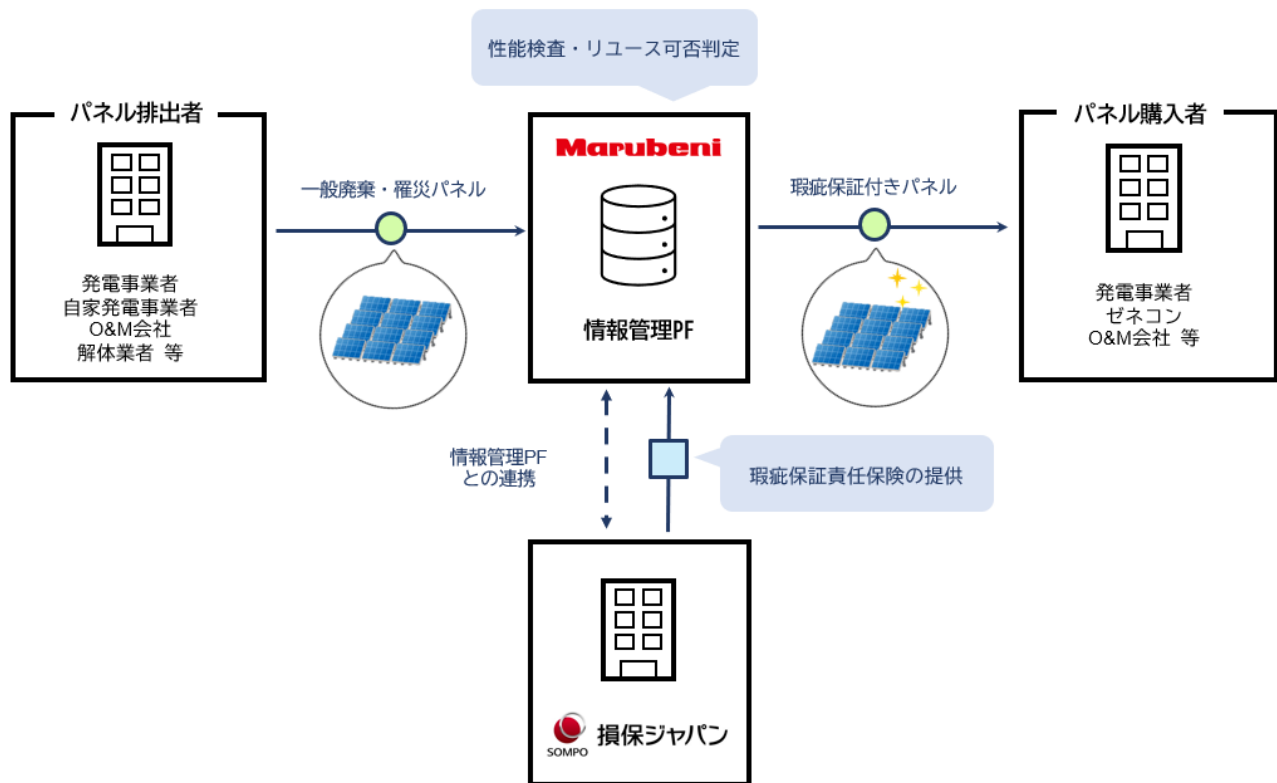 性能検査・リユース可否判定
パネル排出者
発電事業者
自家発電事業者
O&M会社
解体業者 等
一般廃棄・罹災パネル
Marubeni
情報管理PF
瑕疵保証付きパネル
パネル購入者
発電事業者
ゼネコン
O&M会社 等
情報管理PF
との連携
瑕疵保証責任保険の提供
SOMPO
損保ジャパン